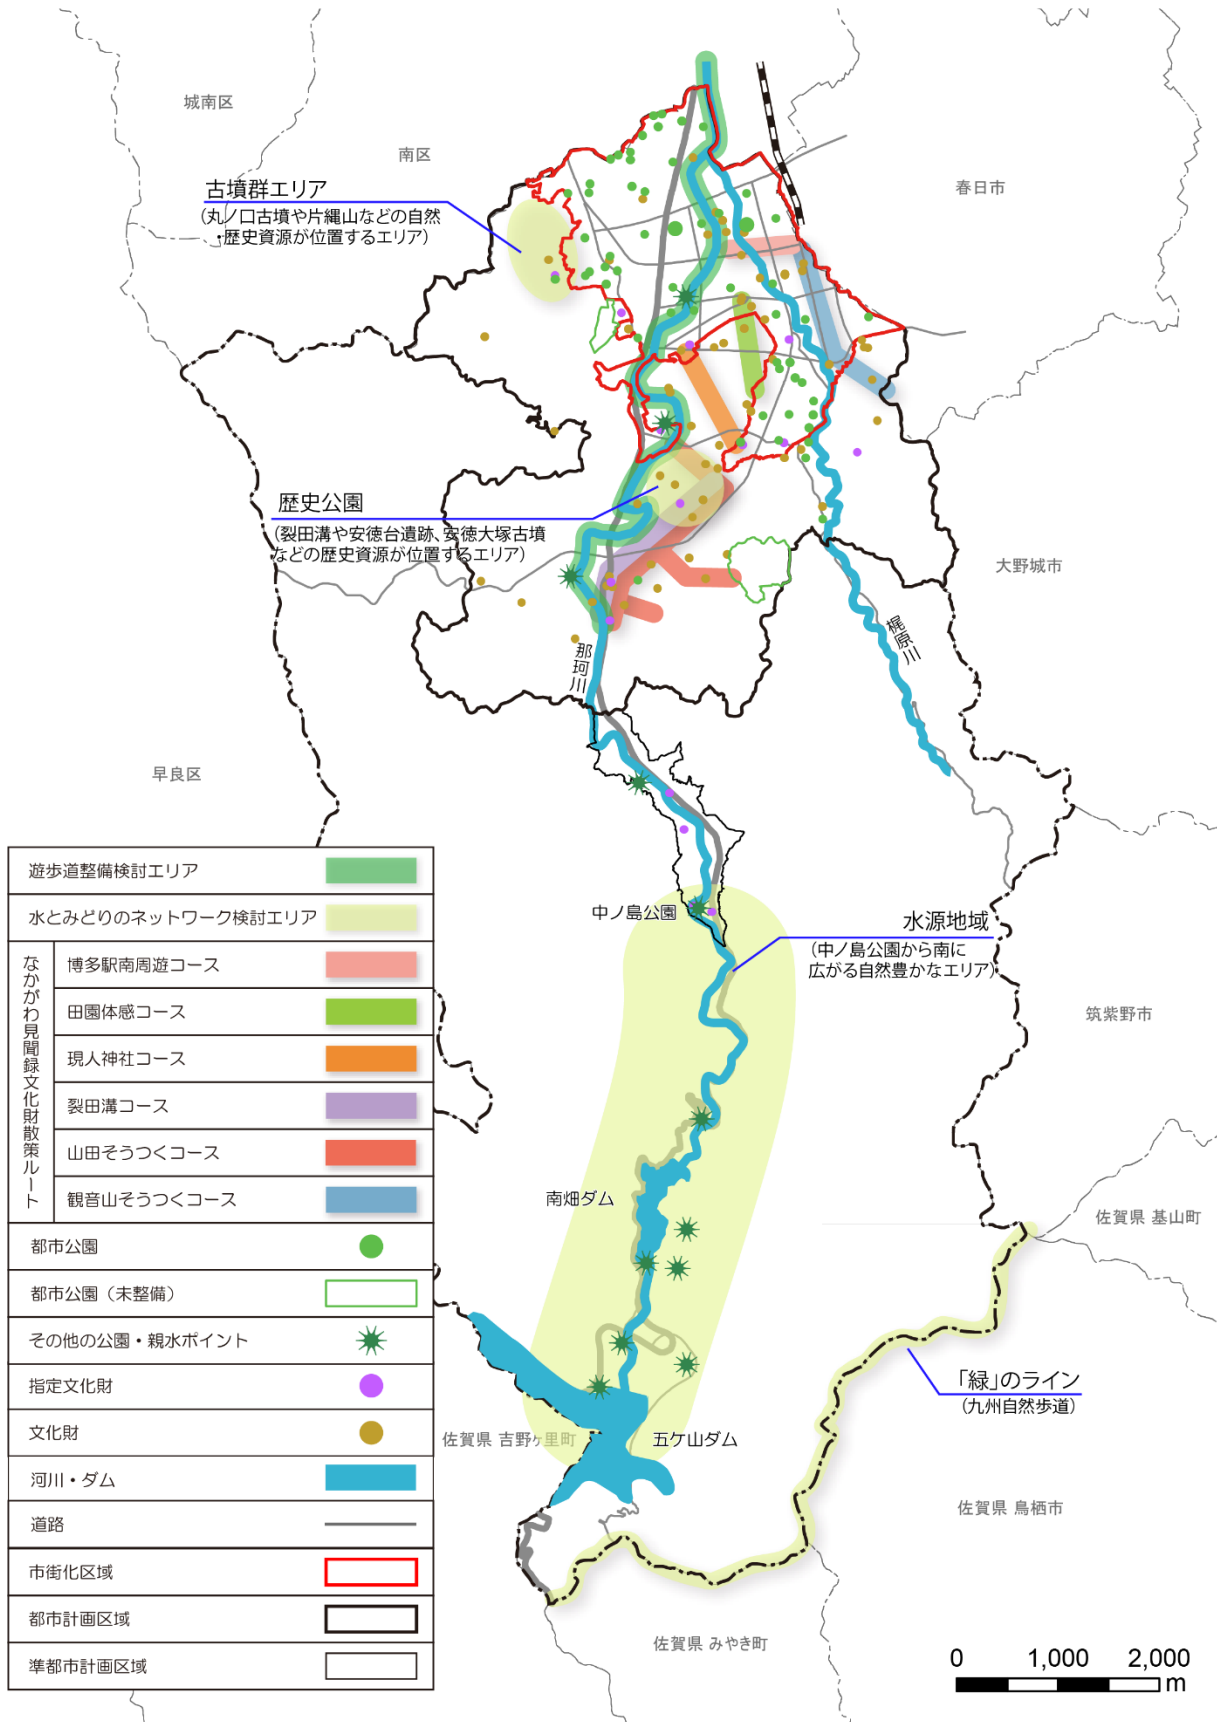 城南区
南区
春日市
古墳群エリア
（丸ノ口古墳や片縄山などの自然
・歴史資源が位置するエリア）
歴史公園
（裂田溝や安徳台遺跡、安徳大塚古墳
などの歴史資源が位置するエリア）
大野城市
梶原川
那珂川
早良区
中ノ島公園
水源地域
（中ノ島公園から南に
広がる自然豊かなエリア）
筑紫野市
南畑ダム
佐賀県 基山町
「緑」のライン
（九州自然歩道）
佐賀県 吉野ヶ里町
五ケ山ダム
佐賀県 鳥栖市
佐賀県 みやき町
遊歩道整備検討エリア
水とみどりのネットワーク検討エリア
なかがわ見聞録文化財散策ルート
博多駅南周遊コース
田園体感コース
現人神社コース
裂田溝コース
山田そうつくコース
観音山そうつくコース
都市公園
都市公園（未整備）
その他の公園・親水ポイント
指定文化財
文化財
河川・ダム
道路
市街化区域
都市計画区域
準都市計画区域
0 1,000 2,000
m